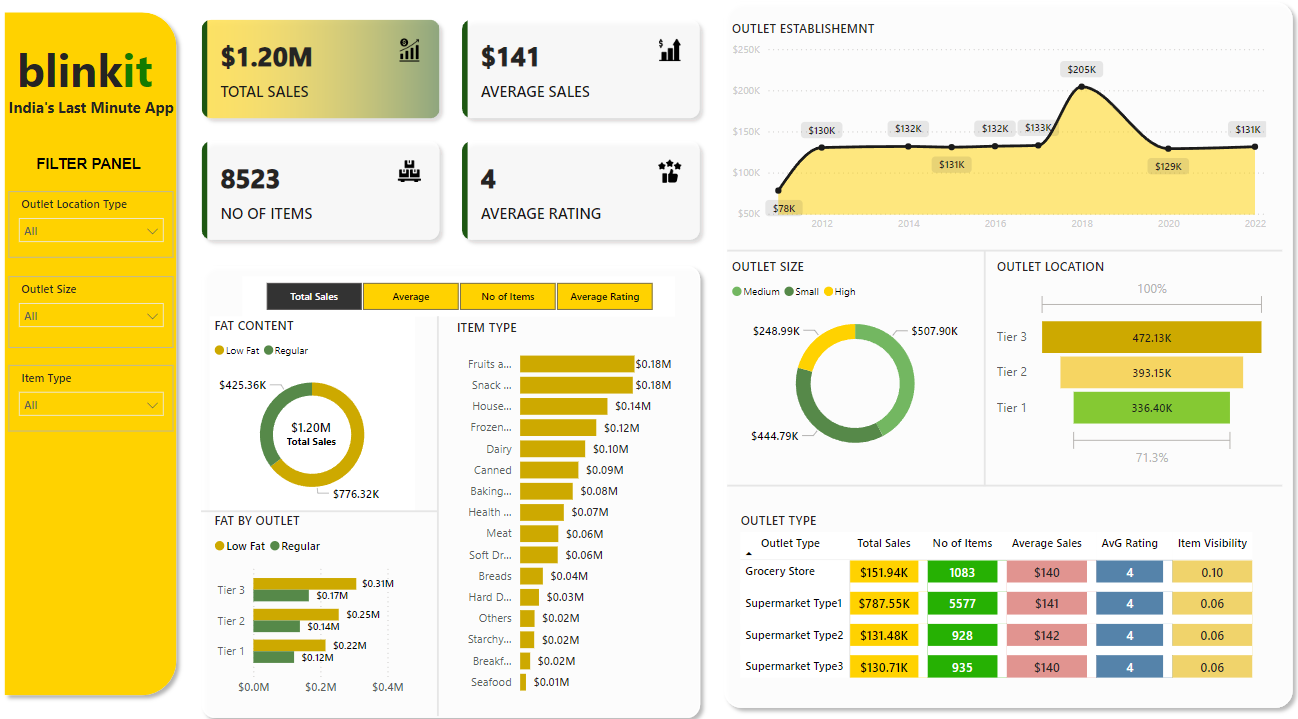 blinkit
India's Last Minute App
FILTER PANEL
Outlet Location Type
All
Outlet Size
All
Item Type
All
$1.20M
TOTAL SALES
$141
AVERAGE SALES
8523
NO OF ITEMS
4
AVERAGE RATING
Total Sales
Average
No of Items
Average Rating
FAT CONTENT
Low Fat
Regular
$425.36K
$1.20M
Total Sales
$776.32K
FAT BY OUTLET
Low Fat
Regular
Tier 3
$0.31M
$0.17M
Tier 2
$0.25M
$0.14M
Tier 1
$0.22M
$0.12M
$0.0M
$0.2M
$0.4M
ITEM TYPE
Fruits a...
$0.18M
Snack ...
$0.18M
House...
$0.14M
Frozen...
$0.12M
Dairy
$0.10M
Canned
$0.09M
Baking...
$0.08M
Health ...
$0.07M
Meat
$0.06M
Soft Dr...
$0.06M
Breads
$0.04M
Hard D...
$0.03M
Others
$0.02M
Starchy...
$0.02M
Breakf...
$0.02M
Seafood
$0.01M
OUTLET ESTABLISHEMNT
$250K
$200K
$150K
$100K
$50K
$78K
$130K
$132K
$131K
$132K
$133K
$205K
$129K
$131K
2012
2014
2016
2018
2020
2022
OUTLET SIZE
Medium
Small
High
$248.99K
$507.90K
$444.79K
OUTLET LOCATION
100%
Tier 3
472.13K
Tier 2
393.15K
Tier 1
336.40K
71.3%
OUTLET TYPE
Outlet Type Total Sales No of Items Average Sales AvG Rating Item Visibility
Grocery Store $151.94K 1083 $140 4 0.10
Supermarket Type1 $787.55K 5577 $141 4 0.06
Supermarket Type2 $131.48K 928 $142 4 0.06
Supermarket Type3 $130.71K 935 $140 4 0.06